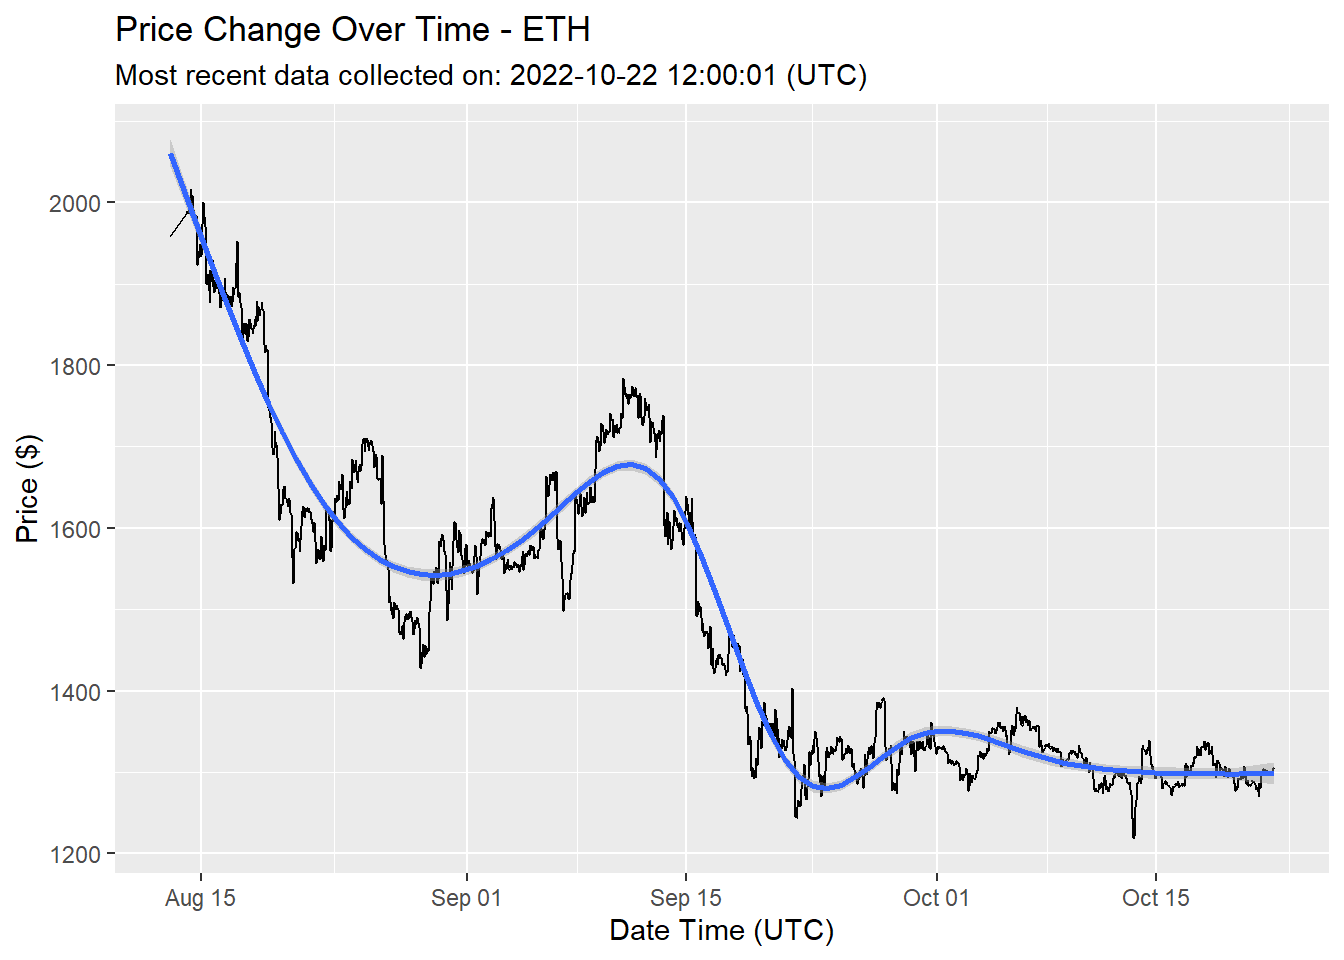 Price Change Over Time - ETH
Most recent data collected on: 2022-10-22 12:00:01 (UTC)
Price ($)
2000
1800
1600
1400
1200
Aug 15
Sep 01
Sep 15
Oct 01
Oct 15
Date Time (UTC)